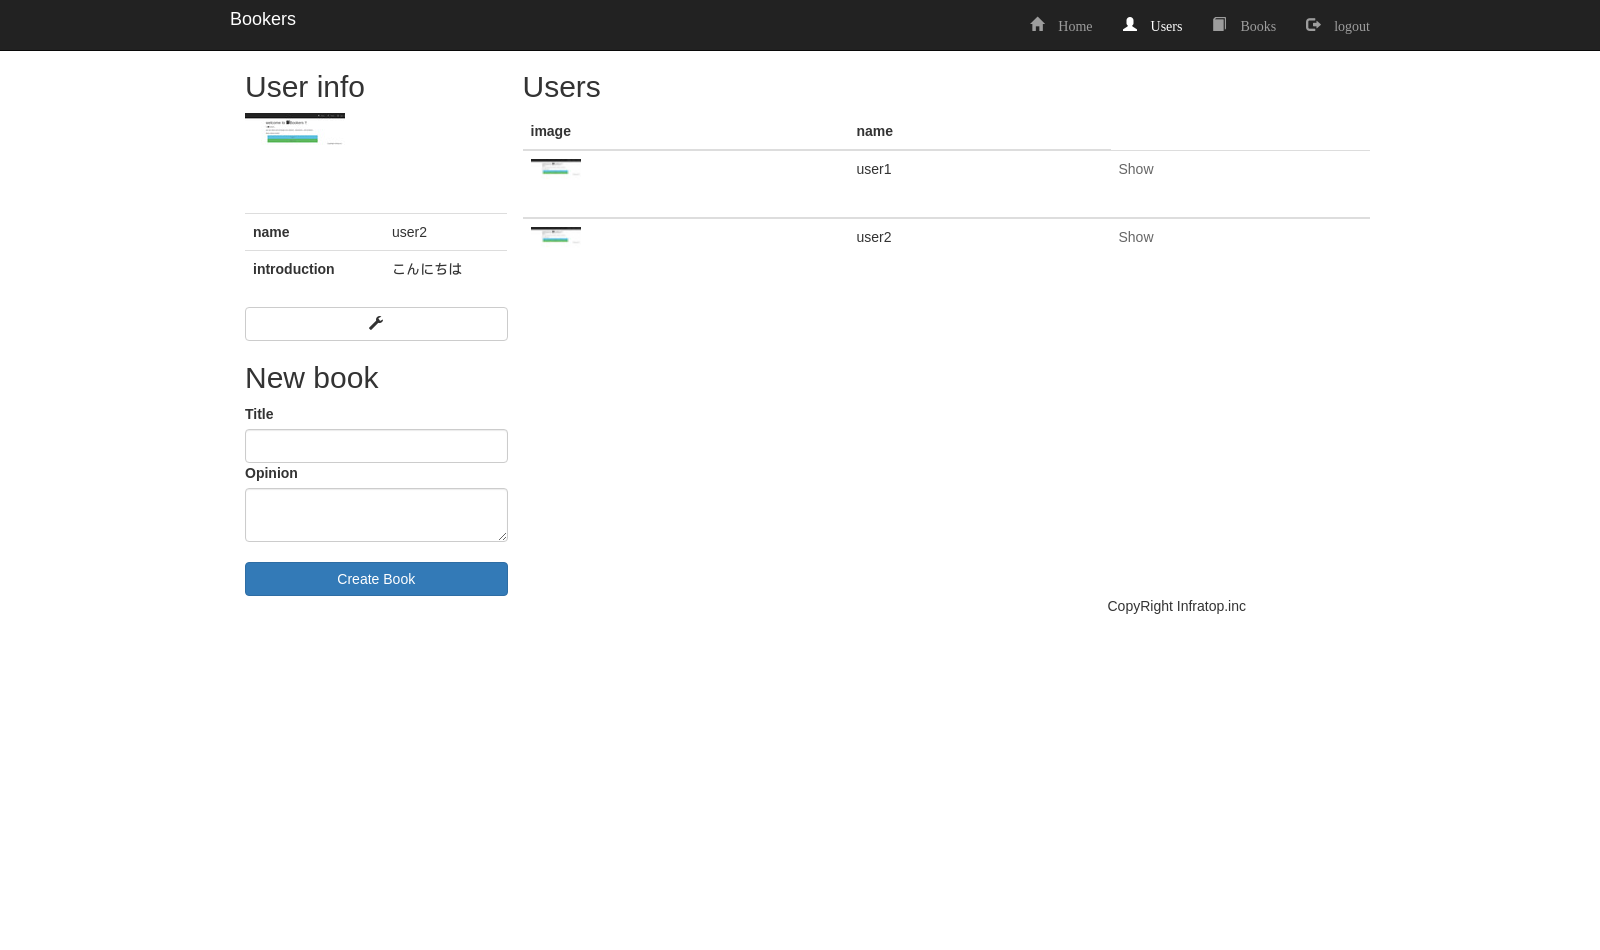 Bookers
Home
Users
Books
logout
User info
name user2
introduction こんにちは
New book
Title
Opinion
Create Book
Users
image name
user1 Show
user2 Show
CopyRight Infratop.inc